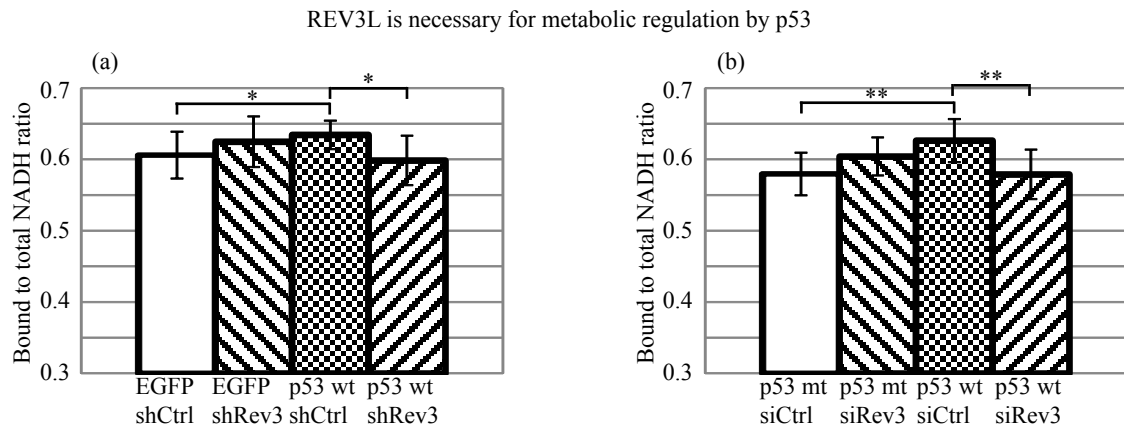 REV3L is necessary for metabolic regulation by p53
(a)
Bound to total NADH ratio
0.7
0.6
0.5
0.4
0.3
*
*
EGFP EGFP p53 wt p53 wt
shCtrl shRev3 shCtrl shRev3
(b)
Bound to total NADH ratio
0.7
0.6
0.5
0.4
0.3
**
**
p53 mt p53 mt p53 wt p53 wt
siCtrl siRev3 siCtrl siRev3